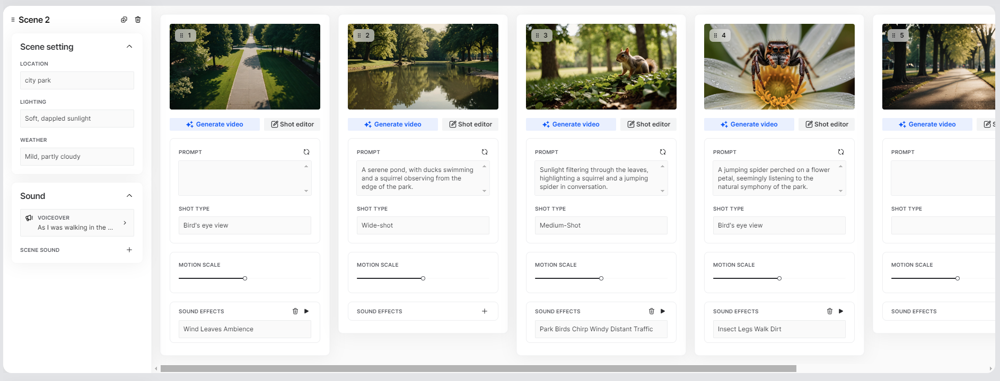 Scene 2
Scene setting
LOCATION
city park
LIGHTING
Soft, dappled sunlight
WEATHER
Mild, partly cloudy
Sound
VOICEOVER
As I was walking in the ...
SCENE SOUND
1
Generate video
Shot editor
PROMPT
SHOT TYPE
Bird's eye view
MOTION SCALE
SOUND EFFECTS
Wind Leaves Ambience
2
Generate video
Shot editor
PROMPT
A serene pond, with ducks swimming
and a squirrel observing from the
edge of the park.
SHOT TYPE
Wide-shot
MOTION SCALE
SOUND EFFECTS
3
Generate video
Shot editor
PROMPT
Sunlight filtering through the leaves,
highlighting a squirrel and a jumping
spider in conversation.
SHOT TYPE
Medium-Shot
MOTION SCALE
SOUND EFFECTS
Park Birds Chirp Windy Distant Traffic
4
Generate video
Shot editor
PROMPT
A jumping spider perched on a flower
petal, seemingly listening to the
natural symphony of the park.
SHOT TYPE
Bird's eye view
MOTION SCALE
SOUND EFFECTS
Insect Legs Walk Dirt
5
Generate video
PROMPT
SHOT TYPE
MOTION SCALE
SOUND EFFECTS